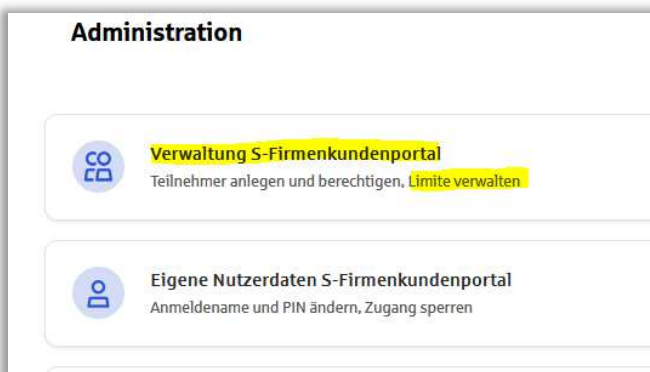 Administration
Verwaltung S-Firmenkundenportal
Teilnehmer anlegen und berechtigen, Limite verwalten
Eigene Nutzerdaten S-Firmenkundenportal
Anmeldename und PIN ändern, Zugang sperren